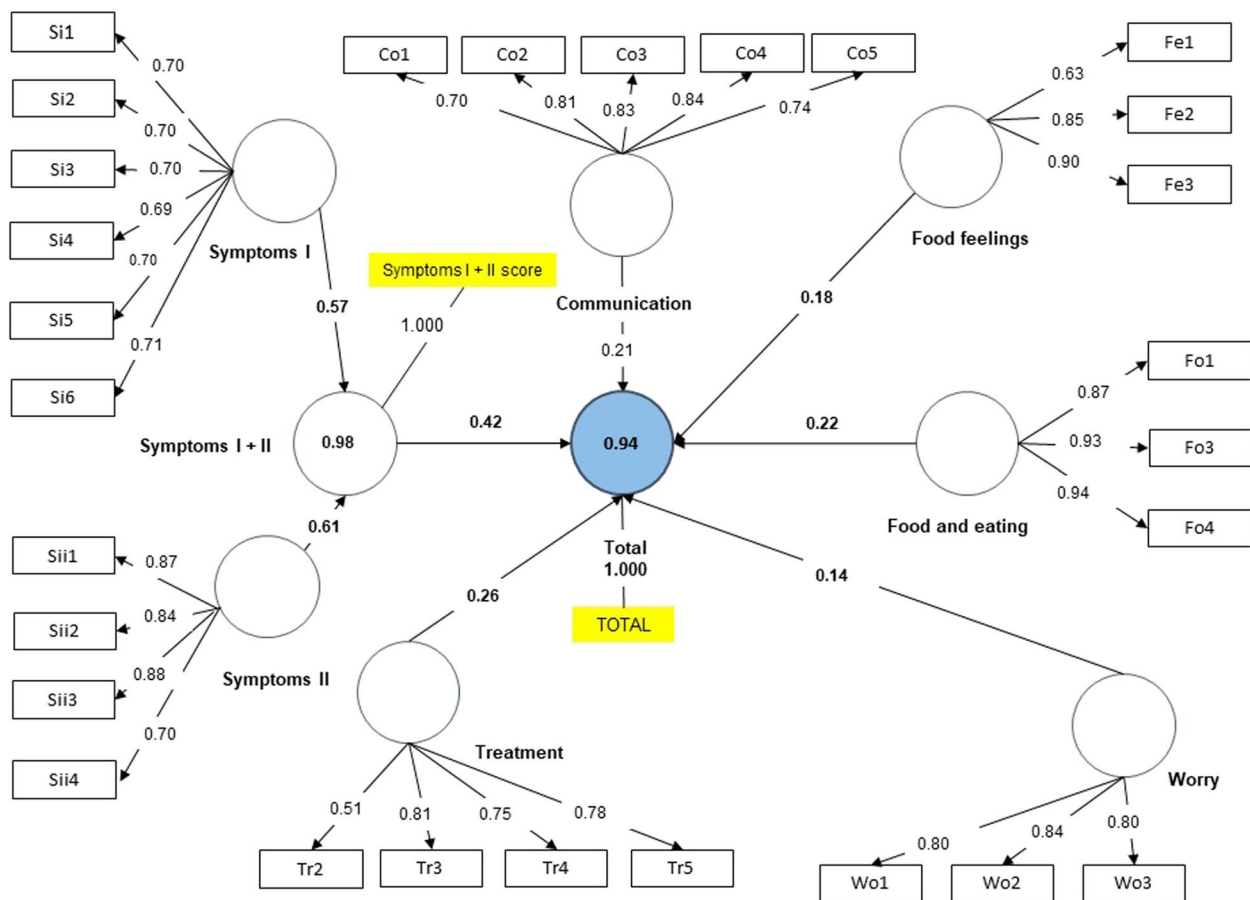 Si1
Si2
Si3
Si4
Si5
Si6
0.70
0.70
0.70
0.69
0.70
0.71
Symptoms I
0.57
Co1
Co2
Co3
Co4
Co5
0.70
0.81
0.83
0.84
0.74
Communication
0.21
Fe1
Fe2
Fe3
0.63
0.85
0.90
Food feelings
0.18
Symptoms I + II score
1.000
Symptoms I + II
0.98
0.42
0.94
0.22
Fo1
Fo3
Fo4
0.87
0.93
0.94
Food and eating
0.61
Sii1
Sii2
Sii3
Sii4
0.87
0.84
0.88
0.70
Symptoms II
0.26
Total
1.000
TOTAL
0.14
Treatment
0.51
0.81
0.75
0.78
Tr2
Tr3
Tr4
Tr5
Worry
0.80
0.84
0.80
Wo1
Wo2
Wo3